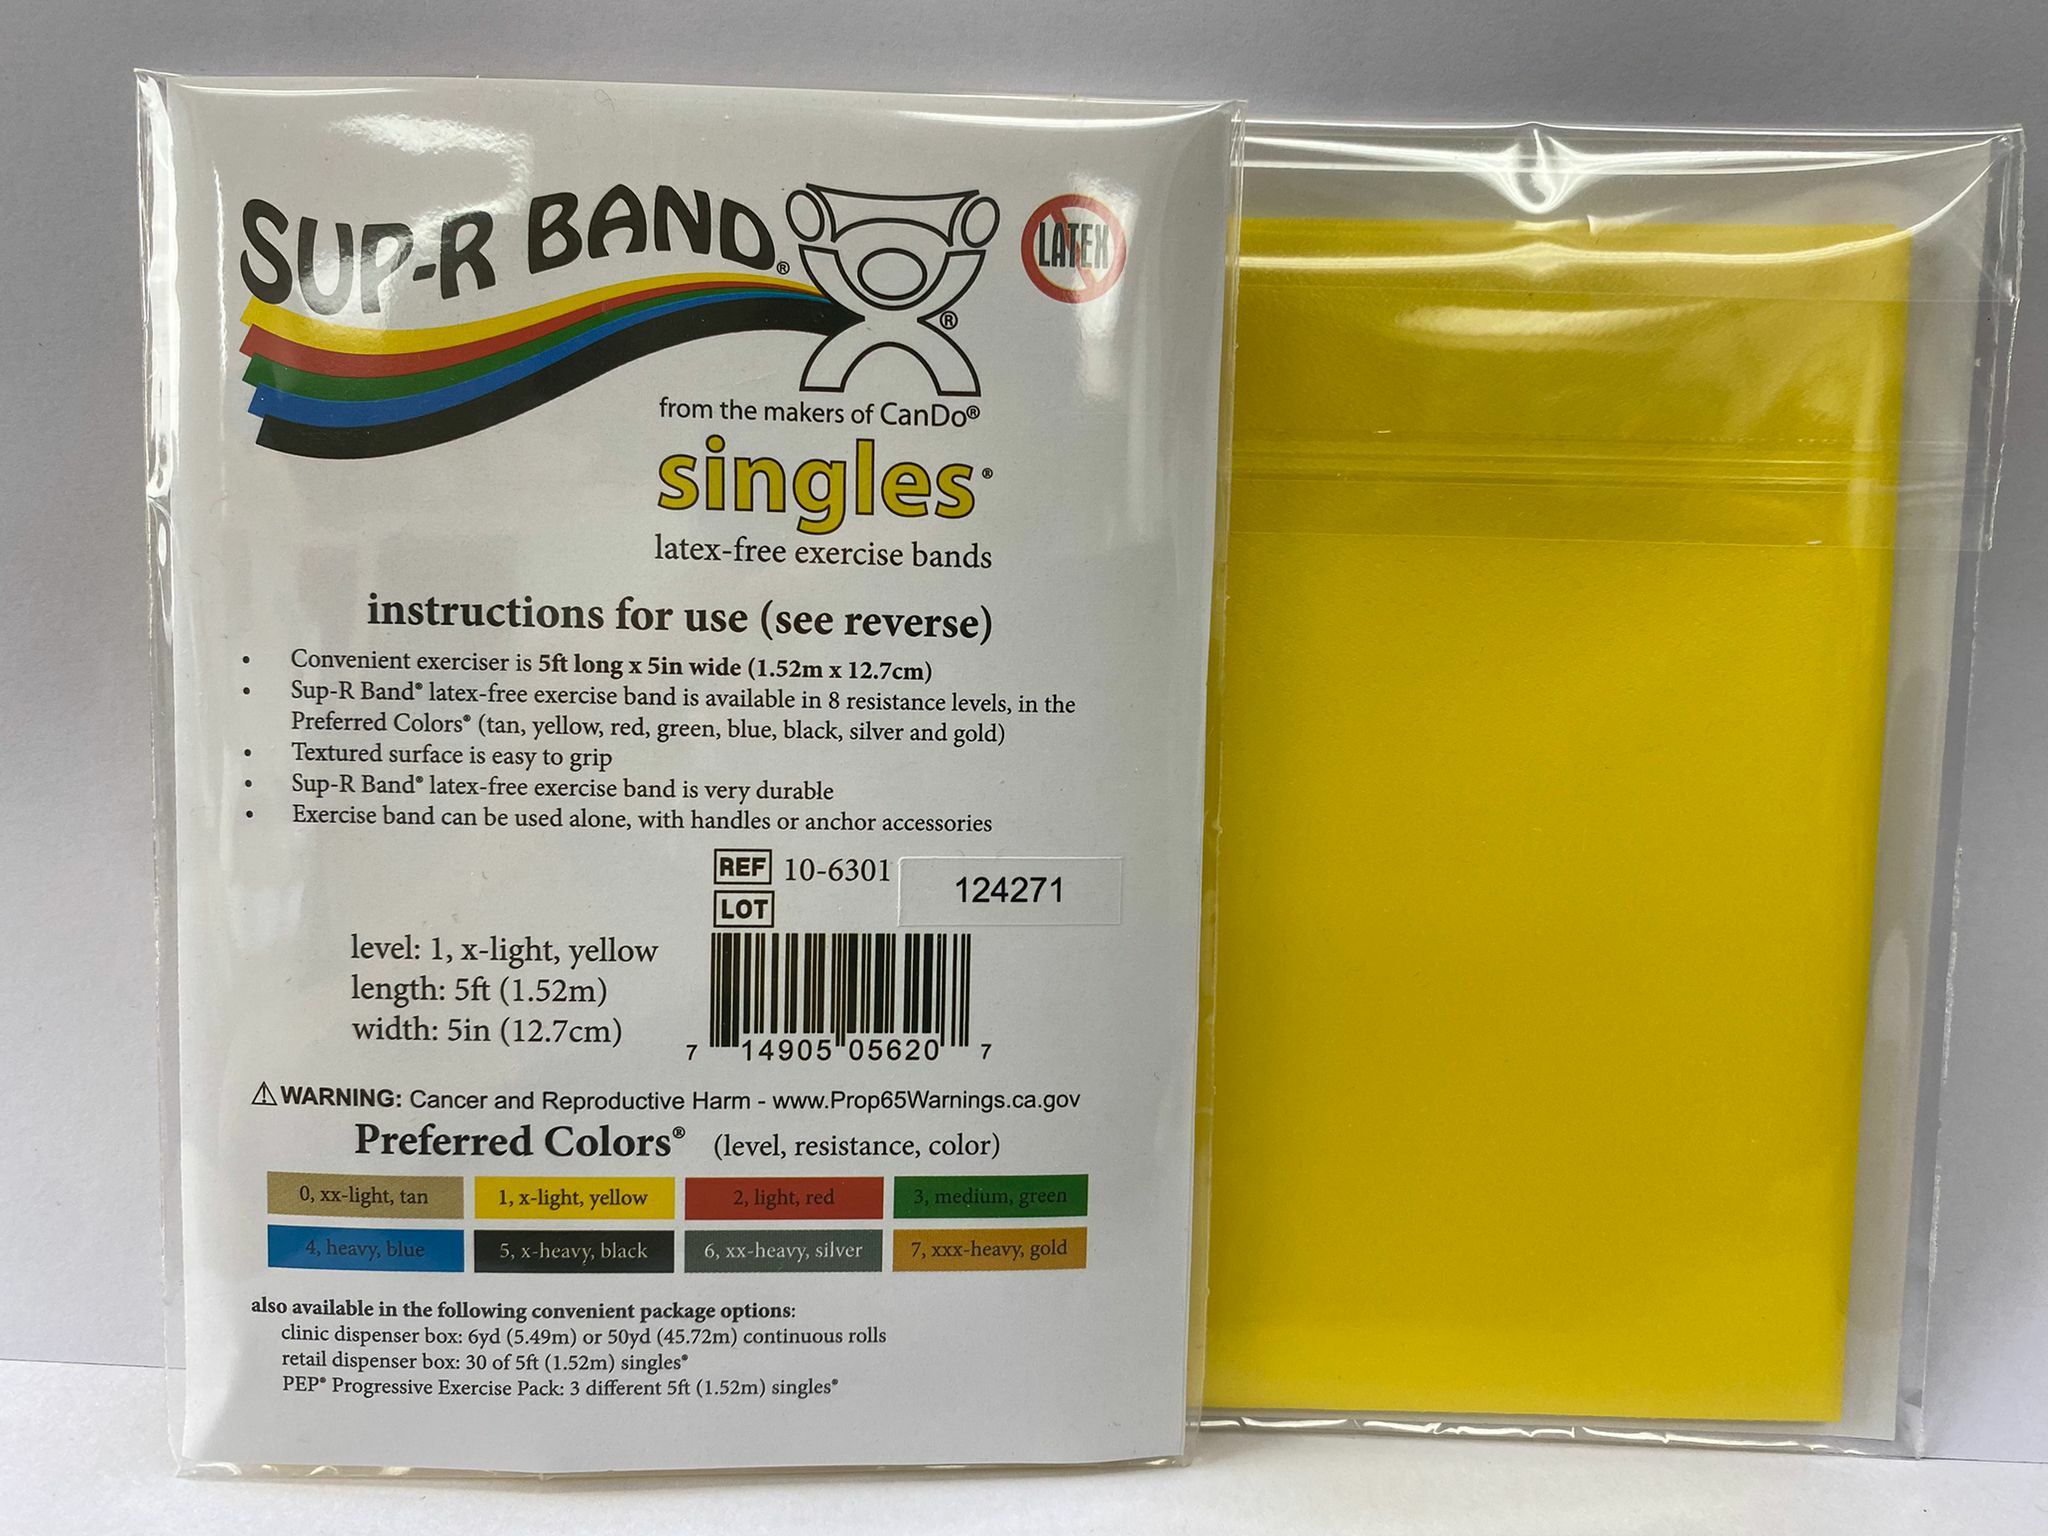 SUP-R BAND®
LATEX
®
from the makers of CanDo®
singles®
latex-free exercise bands
instructions for use (see reverse)
• Convenient exerciser is 5ft long x 5in wide (1.52m x 12.7cm)
• Sup-R Band® latex-free exercise band is available in 8 resistance levels, in the
Preferred Colors® (tan, yellow, red, green, blue, black, silver and gold)
• Textured surface is easy to grip
• Sup-R Band® latex-free exercise band is very durable
• Exercise band can be used alone, with handles or anchor accessories
REF 10-6301
LOT 124271
level: 1, x-light, yellow
length: 5ft (1.52m)
width: 5in (12.7cm)
7 14905 05620 7
⚠ WARNING: Cancer and Reproductive Harm - www.Prop65Warnings.ca.gov
Preferred Colors® (level, resistance, color)
0, xx-light, tan 1, x-light, yellow 2, light, red 3, medium, green
4, heavy, blue 5, x-heavy, black 6, xx-heavy, silver 7, xxx-heavy, gold
also available in the following convenient package options:
clinic dispenser box: 6yd (5.49m) or 50yd (45.72m) continuous rolls
retail dispenser box: 30 of 5ft (1.52m) singles®
PEP® Progressive Exercise Pack: 3 different 5ft (1.52m) singles®